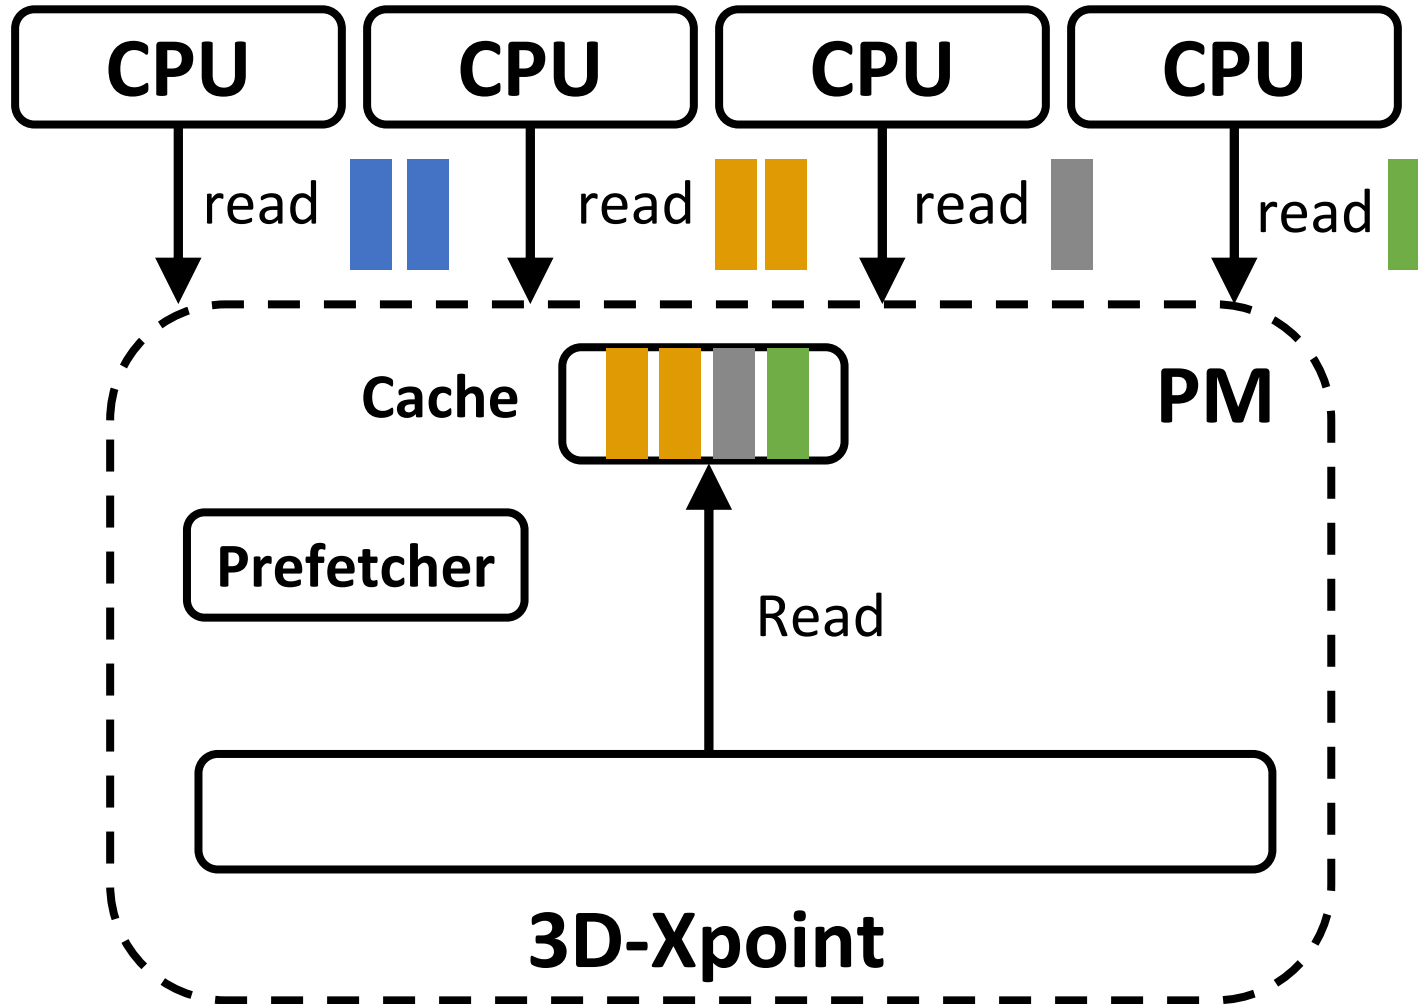 CPU CPU CPU CPU
read read read read
Cache
PM
Prefetcher
Read
3D-Xpoint